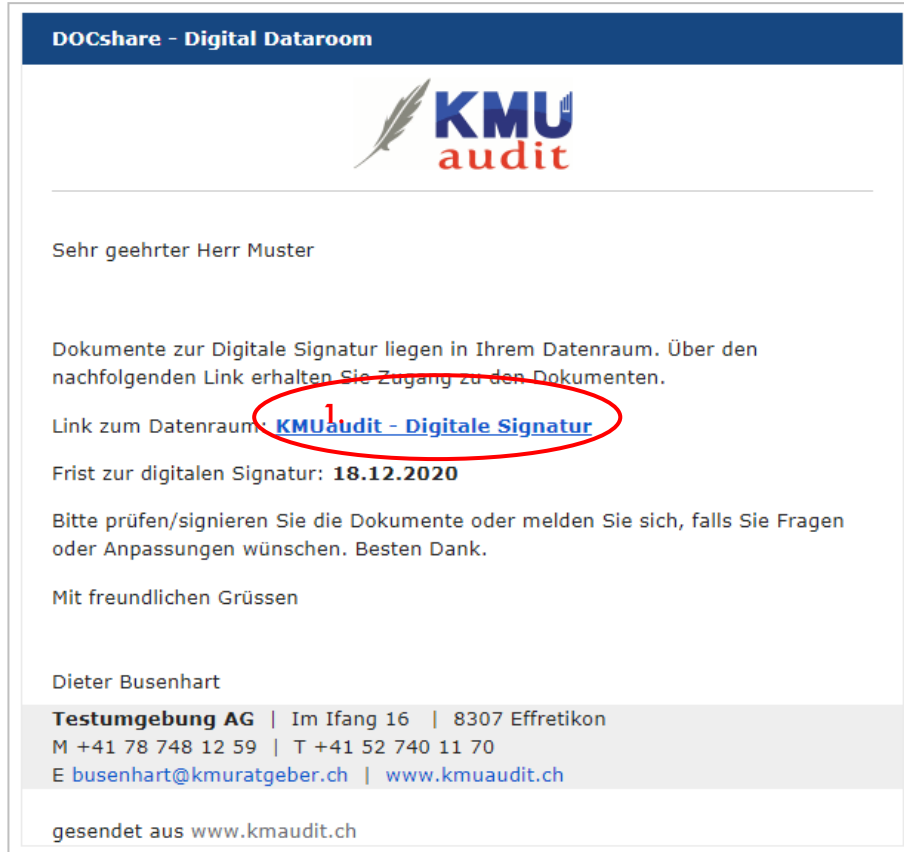 DOCshare - Digital Dataroom
KMU
audit
Sehr geehrter Herr Muster
Dokumente zur Digitale Signatur liegen in Ihrem Datenraum. Über den
nachfolgenden Link erhalten Sie Zugang zu den Dokumenten.
1.
Link zum Datenraum: KMUaudit - Digitale Signatur
Frist zur digitalen Signatur: 18.12.2020
Bitte prüfen/signieren Sie die Dokumente oder melden Sie sich, falls Sie Fragen
oder Anpassungen wünschen. Besten Dank.
Mit freundlichen Grüssen
Dieter Busenhart
Testumgebung AG | Im Ifang 16 | 8307 Effretikon
M +41 78 748 12 59 | T +41 52 740 11 70
E busenhart@kmuratgeber.ch | www.kmuaudit.ch
gesendet aus www.kmaudit.ch